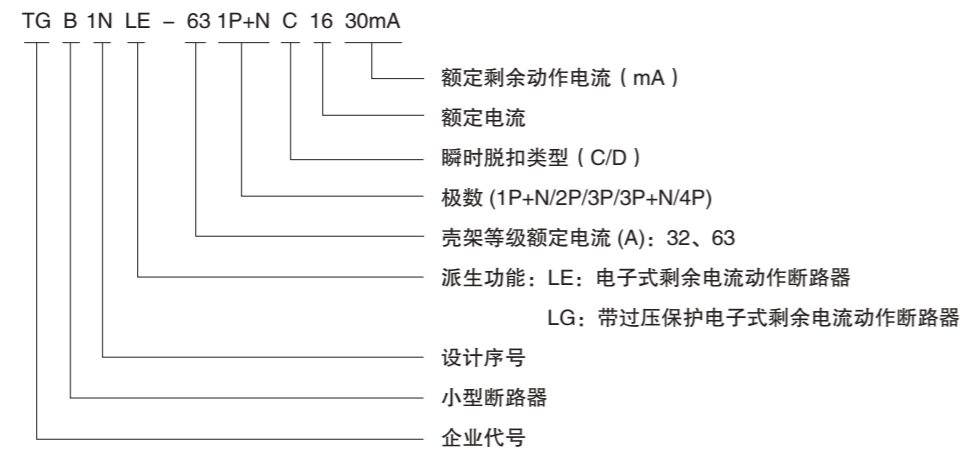 TG B 1N LE – 63 1P+N C 16 30mA
额定剩余动作电流（mA）
额定电流
瞬时脱扣类型（C/D）
极数 (1P+N/2P/3P/3P+N/4P)
壳架等级额定电流 (A)：32、63
派生功能：LE：电子式剩余电流动作断路器
LG：带过压保护电子式剩余电流动作断路器
设计序号
小型断路器
企业代号